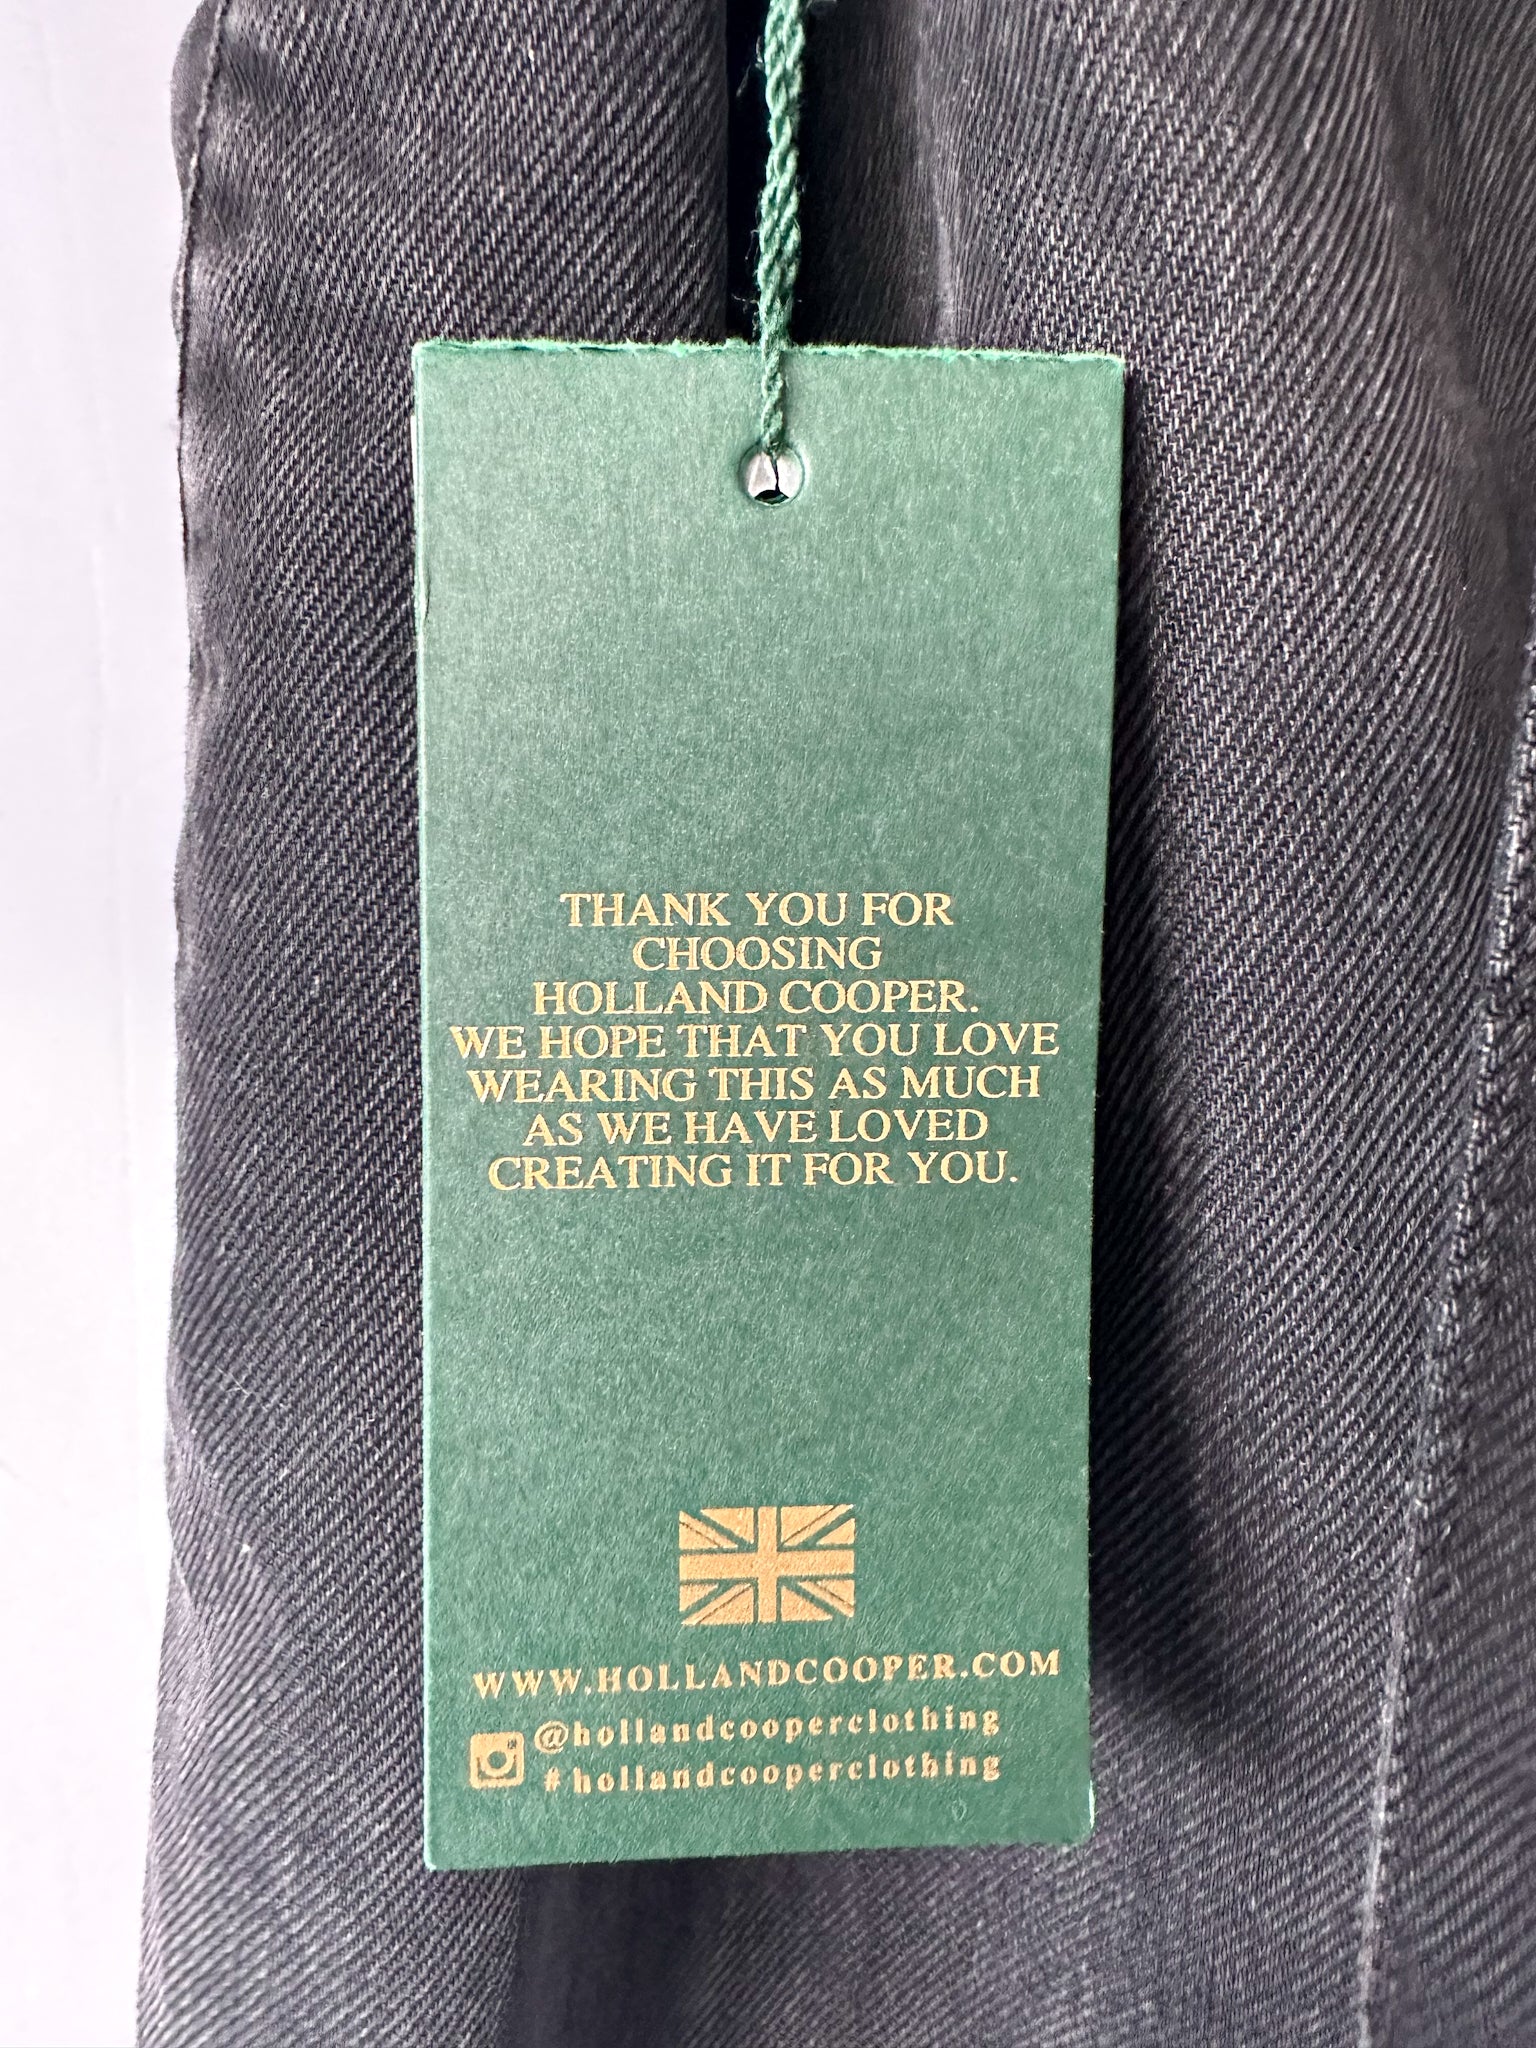 THANK YOU FOR
CHOOSING
HOLLAND COOPER.
WE HOPE THAT YOU LOVE
WEARING THIS AS MUCH
AS WE HAVE LOVED
CREATING IT FOR YOU.
WWW.HOLLANDCOOPER.COM
@hollandcooperclothing
#hollandcooperclothing